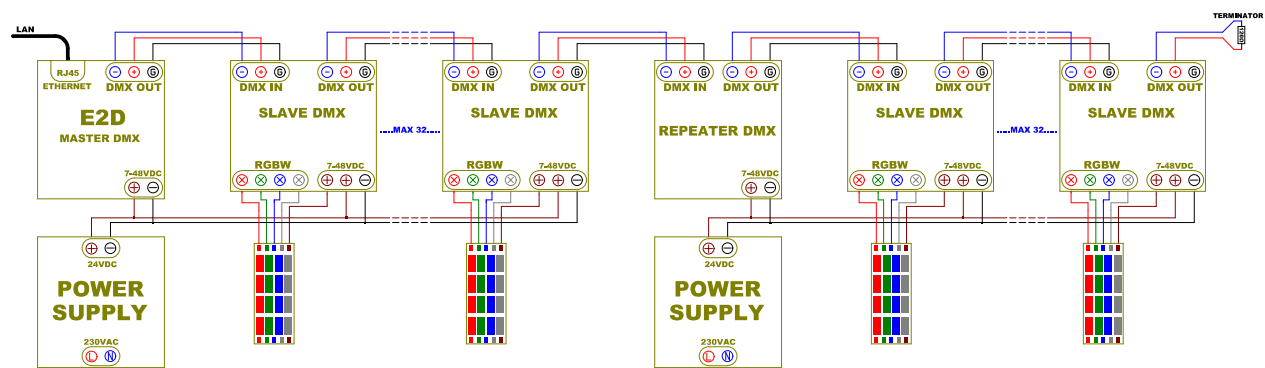 LAN
TERMINATOR
120Ω
RJ45
ETHERNET
- + G
DMX OUT
E2D
MASTER DMX
7-48VDC
+ -
- + G
DMX IN
- + G
DMX OUT
SLAVE DMX
RGBW
7-48VDC
+ + -
.....MAX 32.....
- + G
DMX IN
- + G
DMX OUT
SLAVE DMX
RGBW
7-48VDC
+ + -
- + G
DMX IN
- + G
DMX OUT
REPEATER DMX
7-48VDC
+ -
- + G
DMX IN
- + G
DMX OUT
SLAVE DMX
RGBW
7-48VDC
+ + -
.....MAX 32.....
- + G
DMX IN
- + G
DMX OUT
SLAVE DMX
RGBW
7-48VDC
+ + -
+ -
24VDC
POWER
SUPPLY
230VAC
L N
+ -
24VDC
POWER
SUPPLY
230VAC
L N